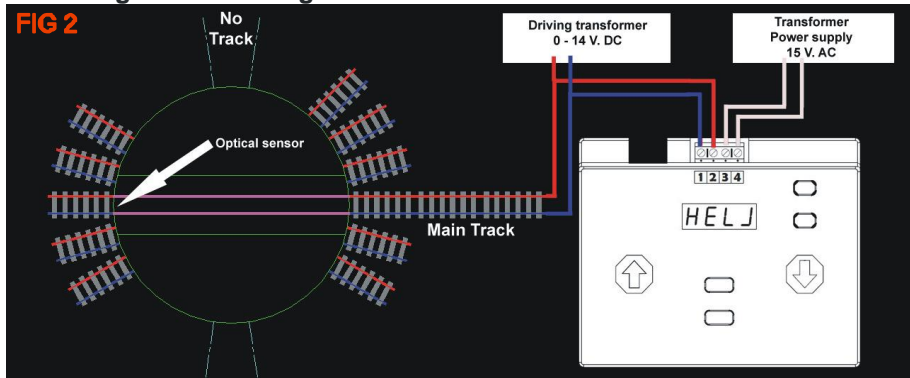 FIG 2
No
Track
Driving transformer
0 - 14 V. DC
Transformer
Power supply
15 V. AC
Optical sensor
1 2 3 4
HELJ
Main Track